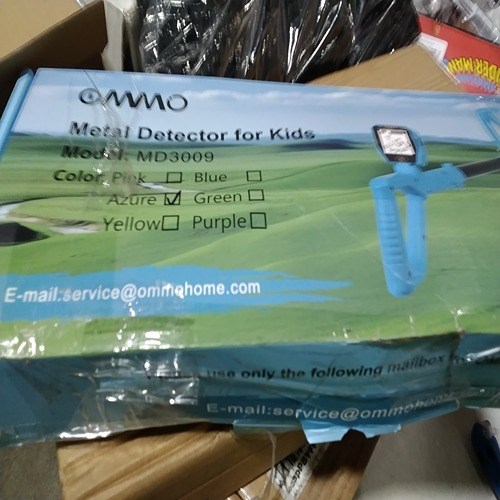 OMMO
Metal Detector for Kids
Model: MD3009
Color: Pink Blue
Azure Green
Yellow Purple
E-mail:service@ommohome.com
use only the following mailbox
E-mail:service@ommohome